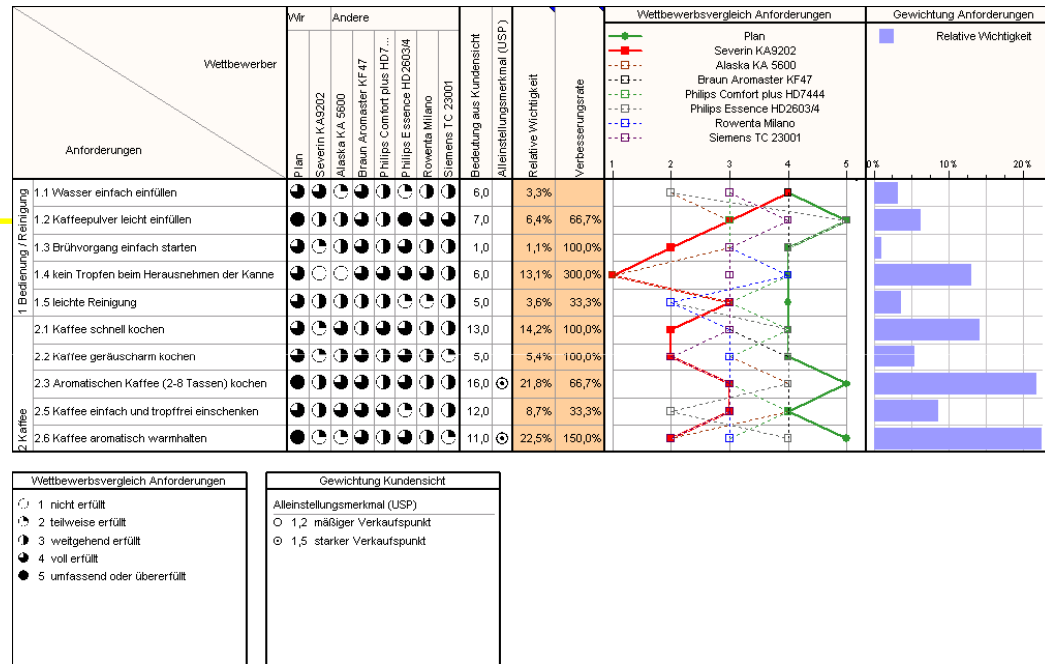 Wir Andere
Wettbewerber
Anforderungen
Plan
Severin KA9202
Alaska KA 5600
Braun Aromaster KF47
Philips Comfort plus HD7...
Philips Essence HD2603/4
Rowenta Milano
Siemens TC 23001
Bedeutung aus Kundensicht
Alleinstellungsmerkmal (USP)
Relative Wichtigkeit
Verbesserungsrate
Wettbewerbsvergleich Anforderungen
Plan
Severin KA9202
Alaska KA 5600
Braun Aromaster KF47
Philips Comfort plus HD7444
Philips Essence HD2603/4
Rowenta Milano
Siemens TC 23001
1 2 3 4 5
Gewichtung Anforderungen
Relative Wichtigkeit
0 % 10 % 20 %
1 Bedienung / Reinigung
1.1 Wasser einfach einfüllen 6,0 3,3%
1.2 Kaffeepulver leicht einfüllen 7,0 6,4% 66,7%
1.3 Brühvorgang einfach starten 1,0 1,1% 100,0%
1.4 kein Tropfen beim Herausnehmen der Kanne 6,0 13,1% 300,0%
1.5 leichte Reinigung 5,0 3,6% 33,3%
2 Kaffee
2.1 Kaffee schnell kochen 13,0 14,2% 100,0%
2.2 Kaffee geräuscharm kochen 5,0 5,4% 100,0%
2.3 Aromatischen Kaffee (2-8 Tassen) kochen 16,0 21,8% 66,7%
2.5 Kaffee einfach und tropffrei einschenken 12,0 8,7% 33,3%
2.6 Kaffee aromatisch warmhalten 11,0 22,5% 150,0%
Wettbewerbsvergleich Anforderungen
1 nicht erfüllt
2 teilweise erfüllt
3 weitgehend erfüllt
4 voll erfüllt
5 umfassend oder übererfüllt
Gewichtung Kundensicht
Alleinstellungsmerkmal (USP)
1,2 mäßiger Verkaufspunkt
1,5 starker Verkaufspunkt